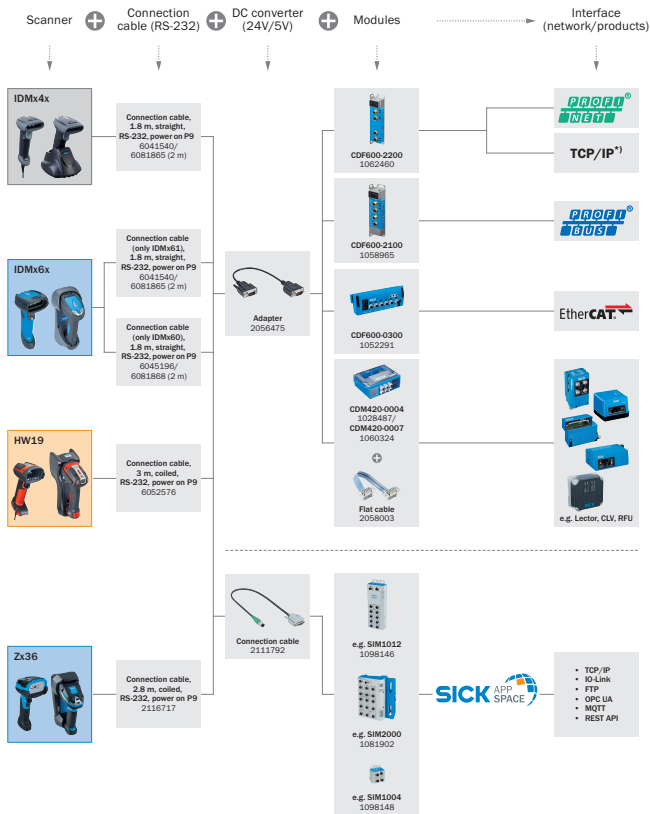 Scanner
Connection
cable (RS-232)
DC converter
(24V/5V)
Modules
Interface
(network/products)
IDMx4x
Connection cable,
1.8 m, straight,
RS-232, power on P9
6041540/
6081865 (2 m)
IDMx6x
Connection cable
(only IDMx61),
1.8 m, straight,
RS-232, power on P9
6041540/
6081865 (2 m)
Connection cable
(only IDMx60),
1.8 m, straight,
RS-232, power on P9
6045196/
6081868 (2 m)
HW19
Connection cable,
3 m, coiled,
RS-232, power on P9
6052576
Zx36
Connection cable,
2.8 m, coiled,
RS-232, power on P9
2116717
Adapter
2056475
Connection cable
2111792
CDF600-2200
1062460
CDF600-2100
1058965
CDF600-0300
1052291
CDM420-0004
1028487/
CDM420-0007
1060324
Flat cable
2058003
e.g. SIM1012
1098146
e.g. SIM2000
1081902
e.g. SIM1004
1098148
PROFI®
NET
TCP/IP*)
PROFI®
BUS
EtherCAT®
e.g. Lector, CLV, RFU
SICK APP
SPACE
• TCP/IP
• IO-Link
• FTP
• OPC UA
• MQTT
• REST API